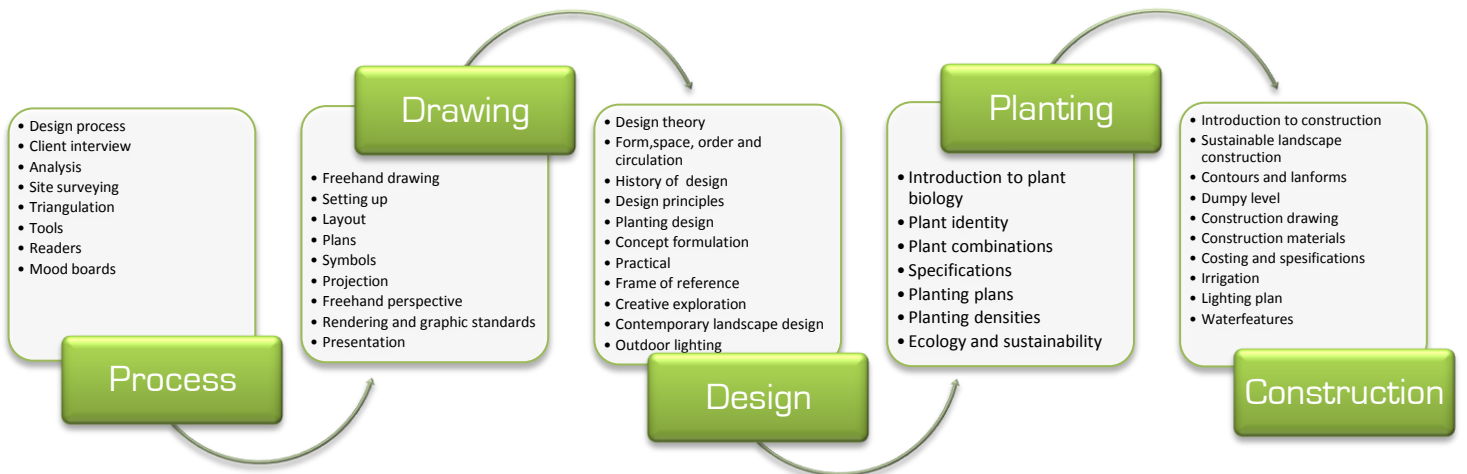 • Design process
• Client interview
• Analysis
• Site surveying
• Triangulation
• Tools
• Readers
• Mood boards
Process
Drawing
• Freehand drawing
• Setting up
• Layout
• Plans
• Symbols
• Projection
• Freehand perspective
• Rendering and graphic standards
• Presentation
• Design theory
• Form,space, order and
circulation
• History of design
• Design principles
• Planting design
• Concept formulation
• Practical
• Frame of reference
• Creative exploration
• Contemporary landscape design
• Outdoor lighting
Design
Planting
• Introduction to plant
biology
• Plant identity
• Plant combinations
• Specifications
• Planting plans
• Planting densities
• Ecology and sustainability
• Introduction to construction
• Sustainable landscape
construction
• Contours and lanforms
• Dumpy level
• Construction drawing
• Construction materials
• Costing and spesifications
• Irrigation
• Lighting plan
• Waterfeatures
Construction